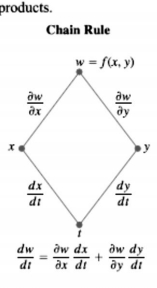 products.
Chain Rule
w = f(x, y)
∂w/∂x ∂w/∂y
x y
dx/dt dy/dt
t
dw/dt = ∂w/∂x dx/dt + ∂w/∂y dy/dt